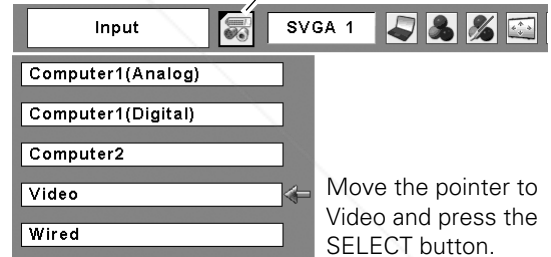 Input SVGA 1
Computer1(Analog)
Computer1(Digital)
Computer2
Video
Wired
Move the pointer to
Video and press the
SELECT button.